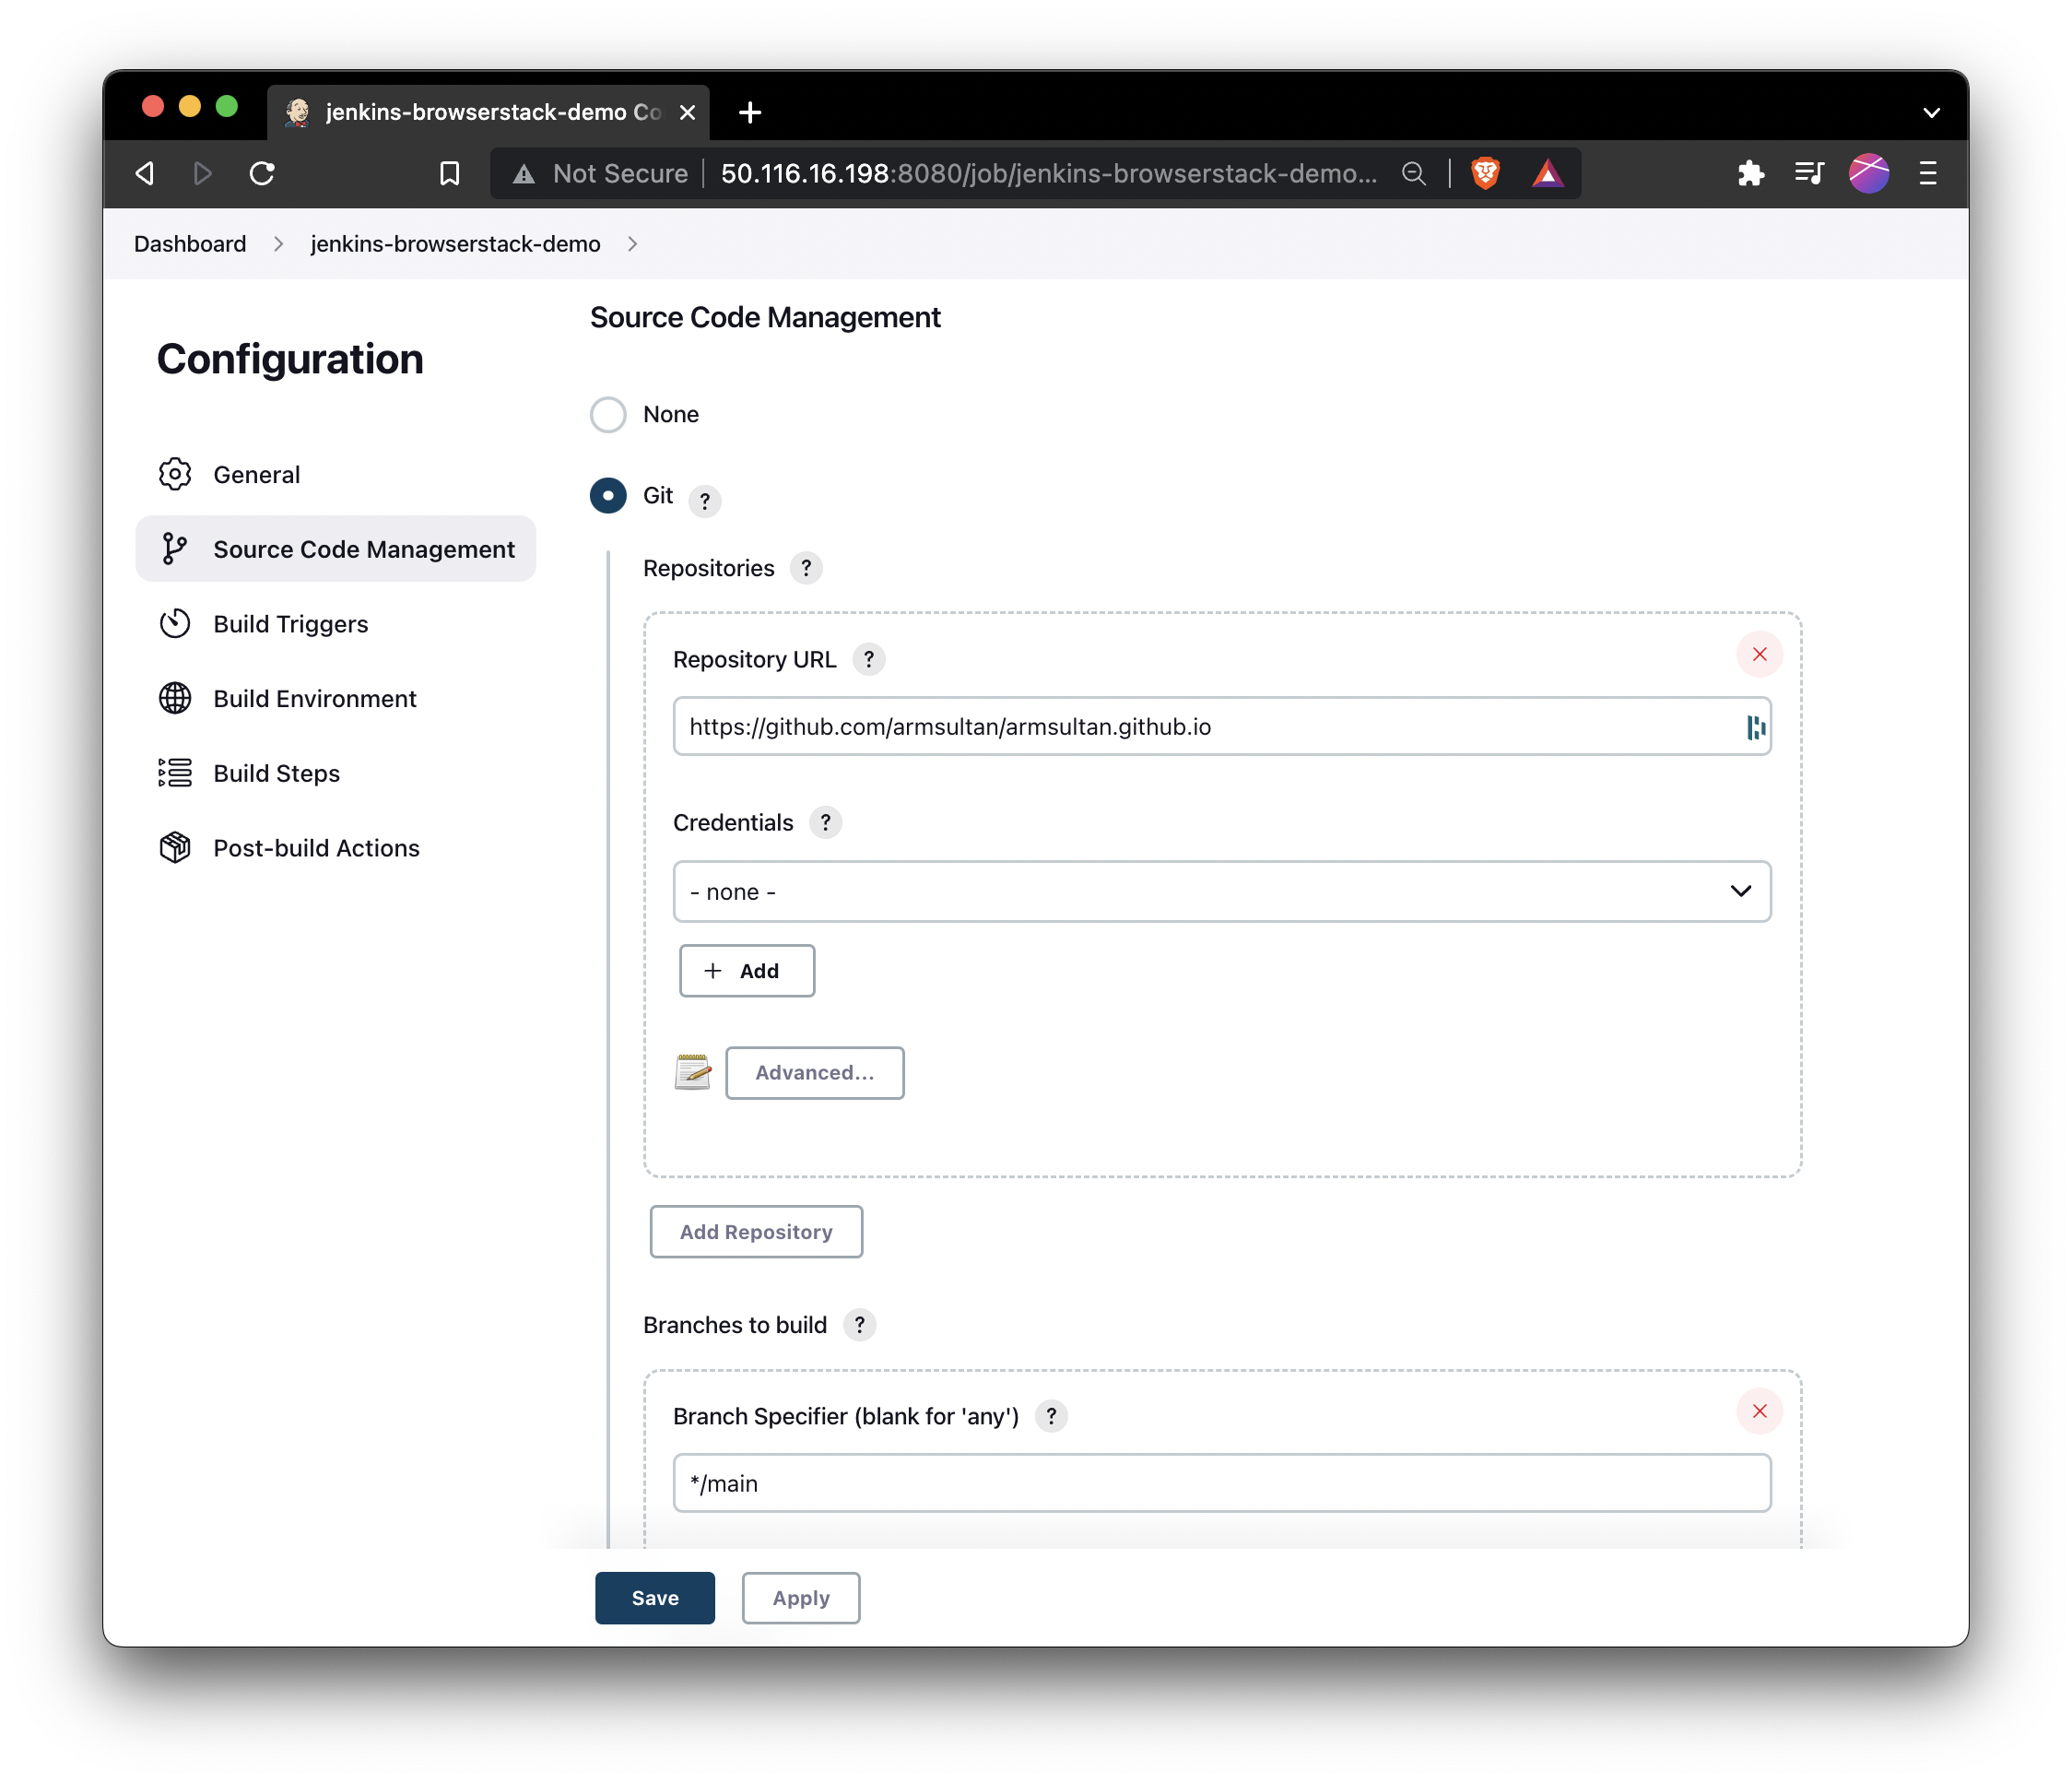 jenkins-browserstack-demo Co
Not Secure
50.116.16.198:8080/job/jenkins-browserstack-demo...
Dashboard
jenkins-browserstack-demo
Configuration
General
Source Code Management
Build Triggers
Build Environment
Build Steps
Post-build Actions
Source Code Management
None
Git ?
Repositories ?
Repository URL ?
https://github.com/armsultan/armsultan.github.io
Credentials ?
- none -
+ Add
Advanced...
Add Repository
Branches to build ?
Branch Specifier (blank for 'any') ?
*/main
Save
Apply